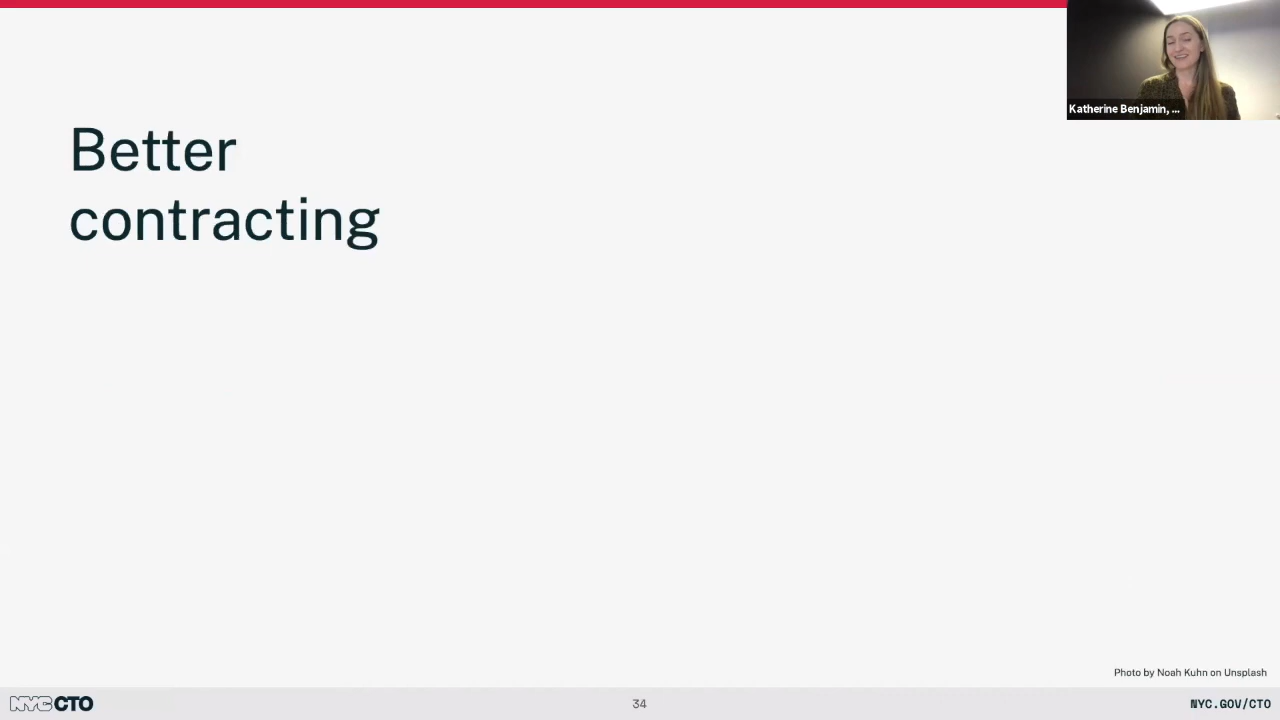 Katherine Benjamin, ...
Better
contracting
Photo by Noah Kuhn on Unsplash
NYC CTO
34
NYC.GOV/CTO